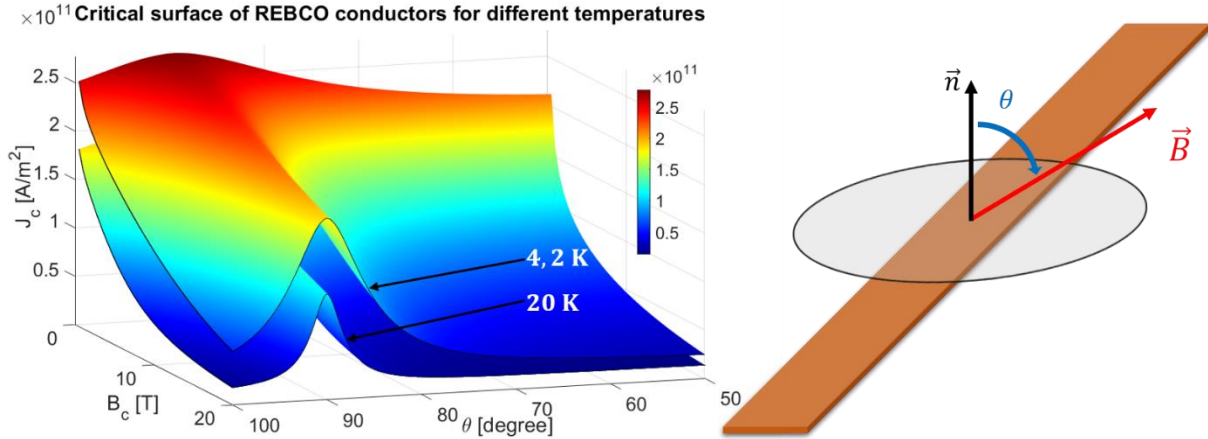 ×10¹¹ Critical surface of REBCO conductors for different temperatures
2.5
2
1.5
1
0.5
0
J_c [A/m²]
0
10
20
B_c [T]
100
90
80
70
60
50
θ [degree]
×10¹¹
2.5
2
1.5
1
0.5
4,2 K
20 K
n⃗
θ
B⃗